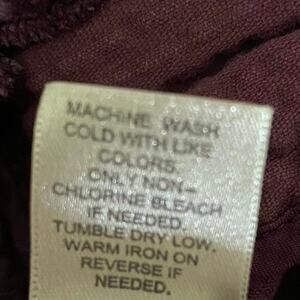 MACHINE WASH
COLD WITH LIKE
COLORS.
ONLY NON-
CHLORINE BLEACH
IF NEEDED.
TUMBLE DRY LOW.
WARM IRON ON
REVERSE IF
NEEDED.